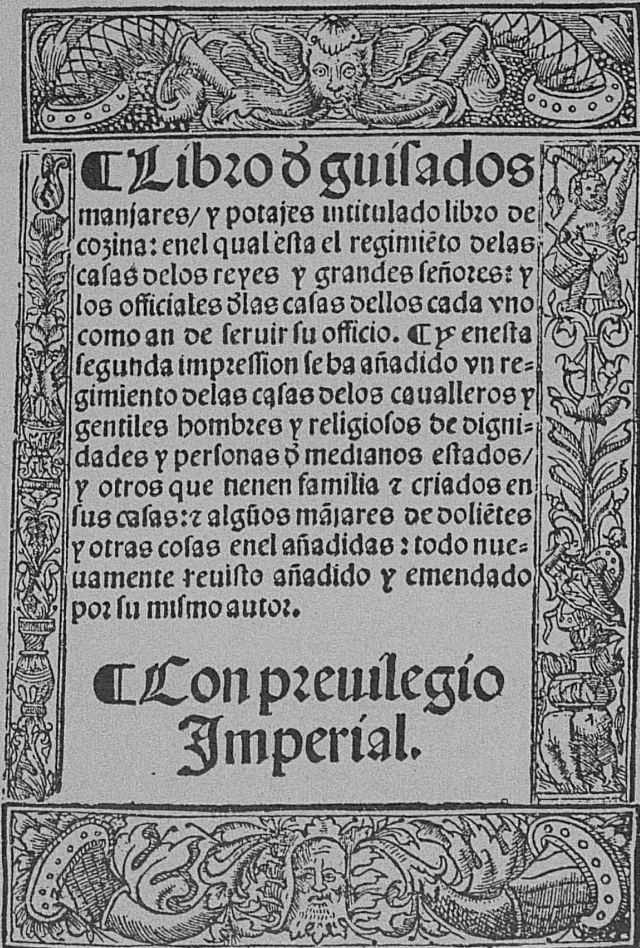 ¶Libro đ guiſados
manjares/ y potajes intitulado libro de
cozina: enel qual eſta el regimiẽto delas
caſas delos reyes y grandes ſeñores: y
los officiales đlas caſas dellos cada vno
como an de ſeruir ſu officio. ¶Y eneſta
ſegunda impreſſion ſe ha añadido vn re=
gimiento delas caſas delos caualleros y
gentiles hombres y religioſos de digni=
dades y perſonas đ medianos eſtados/
y otros que tienen familia ⁊ criados en
ſus caſas:⁊ algũos mãjares de doliẽtes
y otras coſas enel añadidas : todo nue=
uamente reuiſto añadido y emendado
por ſu miſmo autor.
¶Con preuilegio
Imperial.